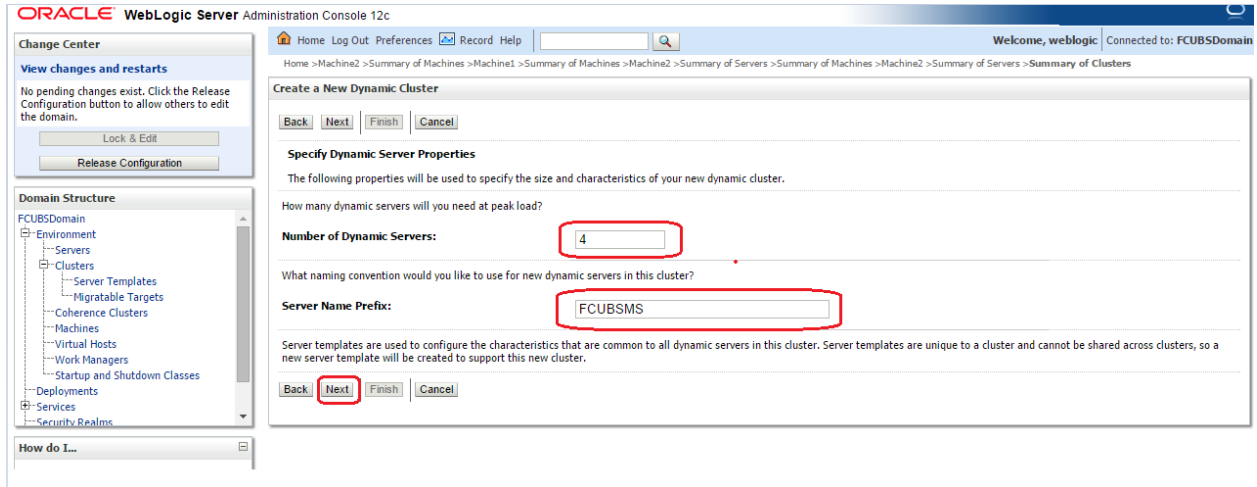 ORACLE WebLogic Server Administration Console 12c
Change Center
View changes and restarts
No pending changes exist. Click the Release
Configuration button to allow others to edit
the domain.
Lock & Edit
Release Configuration
Domain Structure
FCUBSDomain
Environment
Servers
Clusters
Server Templates
Migratable Targets
Coherence Clusters
Machines
Virtual Hosts
Work Managers
Startup and Shutdown Classes
Deployments
Services
Security Realms
How do I...
Home Log Out Preferences Record Help
Welcome, weblogic Connected to: FCUBSDomain
Home >Machine2 >Summary of Machines >Machine1 >Summary of Machines >Machine2 >Summary of Servers >Summary of Machines >Machine2 >Summary of Servers >Summary of Clusters
Create a New Dynamic Cluster
Back Next Finish Cancel
Specify Dynamic Server Properties
The following properties will be used to specify the size and characteristics of your new dynamic cluster.
How many dynamic servers will you need at peak load?
Number of Dynamic Servers: 4
What naming convention would you like to use for new dynamic servers in this cluster?
Server Name Prefix: FCUBSMS
Server templates are used to configure the characteristics that are common to all dynamic servers in this cluster. Server templates are unique to a cluster and cannot be shared across clusters, so a
new server template will be created to support this new cluster.
Back Next Finish Cancel